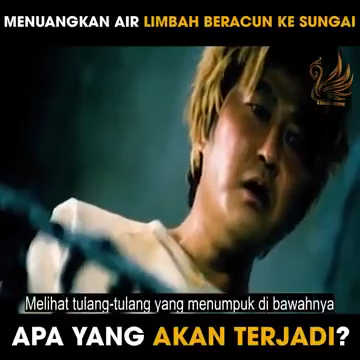 MENUANGKAN AIR LIMBAH BERACUN KE SUNGAI
Melihat tulang-tulang yang menumpuk di bawahnya
APA YANG AKAN TERJADI?